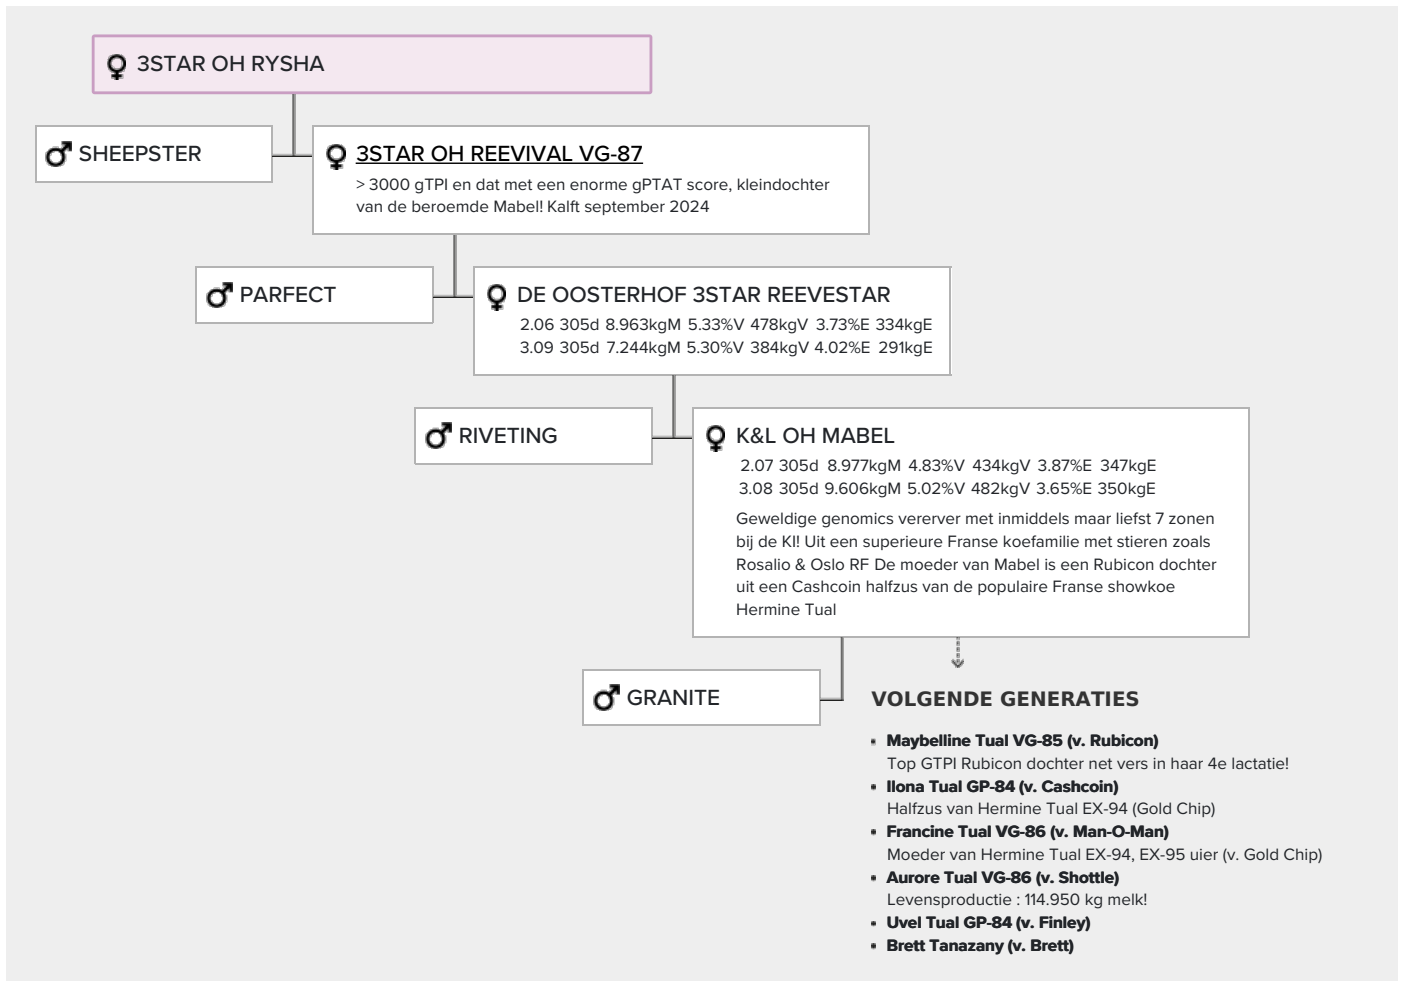 3STAR OH RYSHA
SHEEPSTER
3STAR OH REEVIVAL VG-87
> 3000 gTPI en dat met een enorme gPTAT score, kleindochter
van de beroemde Mabel! Kalft september 2024
PARFECT
DE OOSTERHOF 3STAR REEVESTAR
2.06 305d 8.963kgM 5.33%V 478kgV 3.73%E 334kgE
3.09 305d 7.244kgM 5.30%V 384kgV 4.02%E 291kgE
RIVETING
K&L OH MABEL
2.07 305d 8.977kgM 4.83%V 434kgV 3.87%E 347kgE
3.08 305d 9.606kgM 5.02%V 482kgV 3.65%E 350kgE
Geweldige genomics vererver met inmiddels maar liefst 7 zonen
bij de KI! Uit een superieure Franse koefamilie met stieren zoals
Rosalio & Oslo RF De moeder van Mabel is een Rubicon dochter
uit een Cashcoin halfzus van de populaire Franse showkoe
Hermine Tual
GRANITE
VOLGENDE GENERATIES
Maybelline Tual VG-85 (v. Rubicon)
Top GTPI Rubicon dochter net vers in haar 4e lactatie!
Ilona Tual GP-84 (v. Cashcoin)
Halfzus van Hermine Tual EX-94 (Gold Chip)
Francine Tual VG-86 (v. Man-O-Man)
Moeder van Hermine Tual EX-94, EX-95 uier (v. Gold Chip)
Aurore Tual VG-86 (v. Shottle)
Levensproductie : 114.950 kg melk!
Uvel Tual GP-84 (v. Finley)
Brett Tanazany (v. Brett)